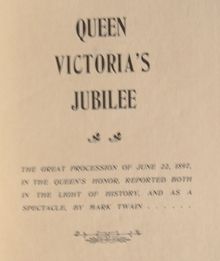 QUEEN
VICTORIA'S
JUBILEE
THE GREAT PROCESSION OF JUNE 22, 1897,
IN THE QUEEN'S HONOR, REPORTED BOTH
IN THE LIGHT OF HISTORY, AND AS A
SPECTACLE, BY MARK TWAIN . . . . . .